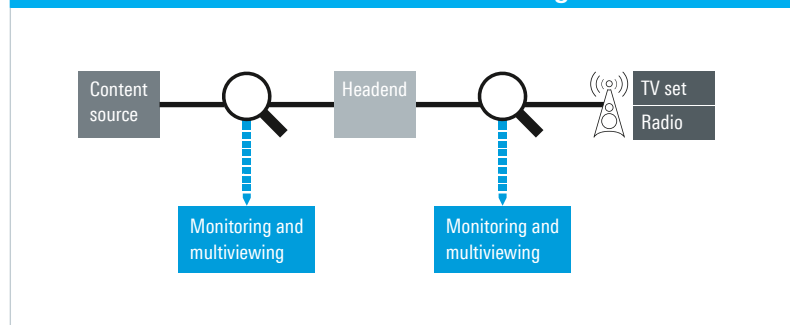 Content
source
Headend
TV set
Radio
Monitoring and
multiviewing
Monitoring and
multiviewing